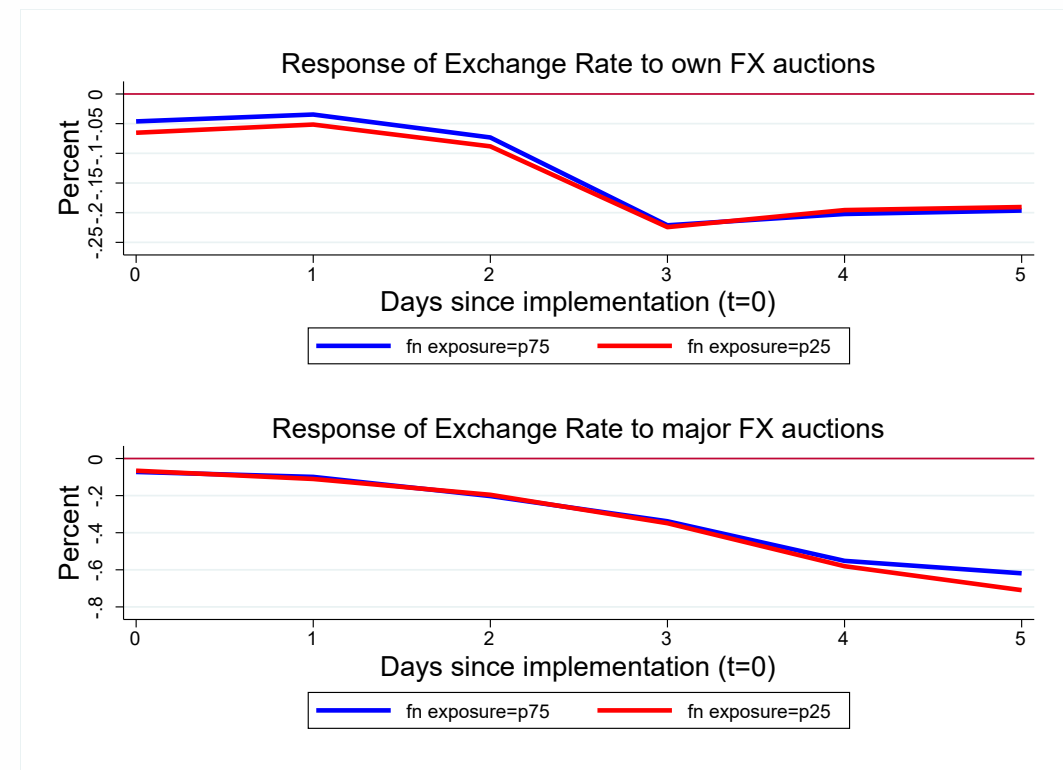 Response of Exchange Rate to own FX auctions
Percent
0
-.05
-.1
-.15
-.2
-.25
0 1 2 3 4 5
Days since implementation (t=0)
fn exposure=p75 fn exposure=p25
Response of Exchange Rate to major FX auctions
Percent
0
-.2
-.4
-.6
-.8
0 1 2 3 4 5
Days since implementation (t=0)
fn exposure=p75 fn exposure=p25